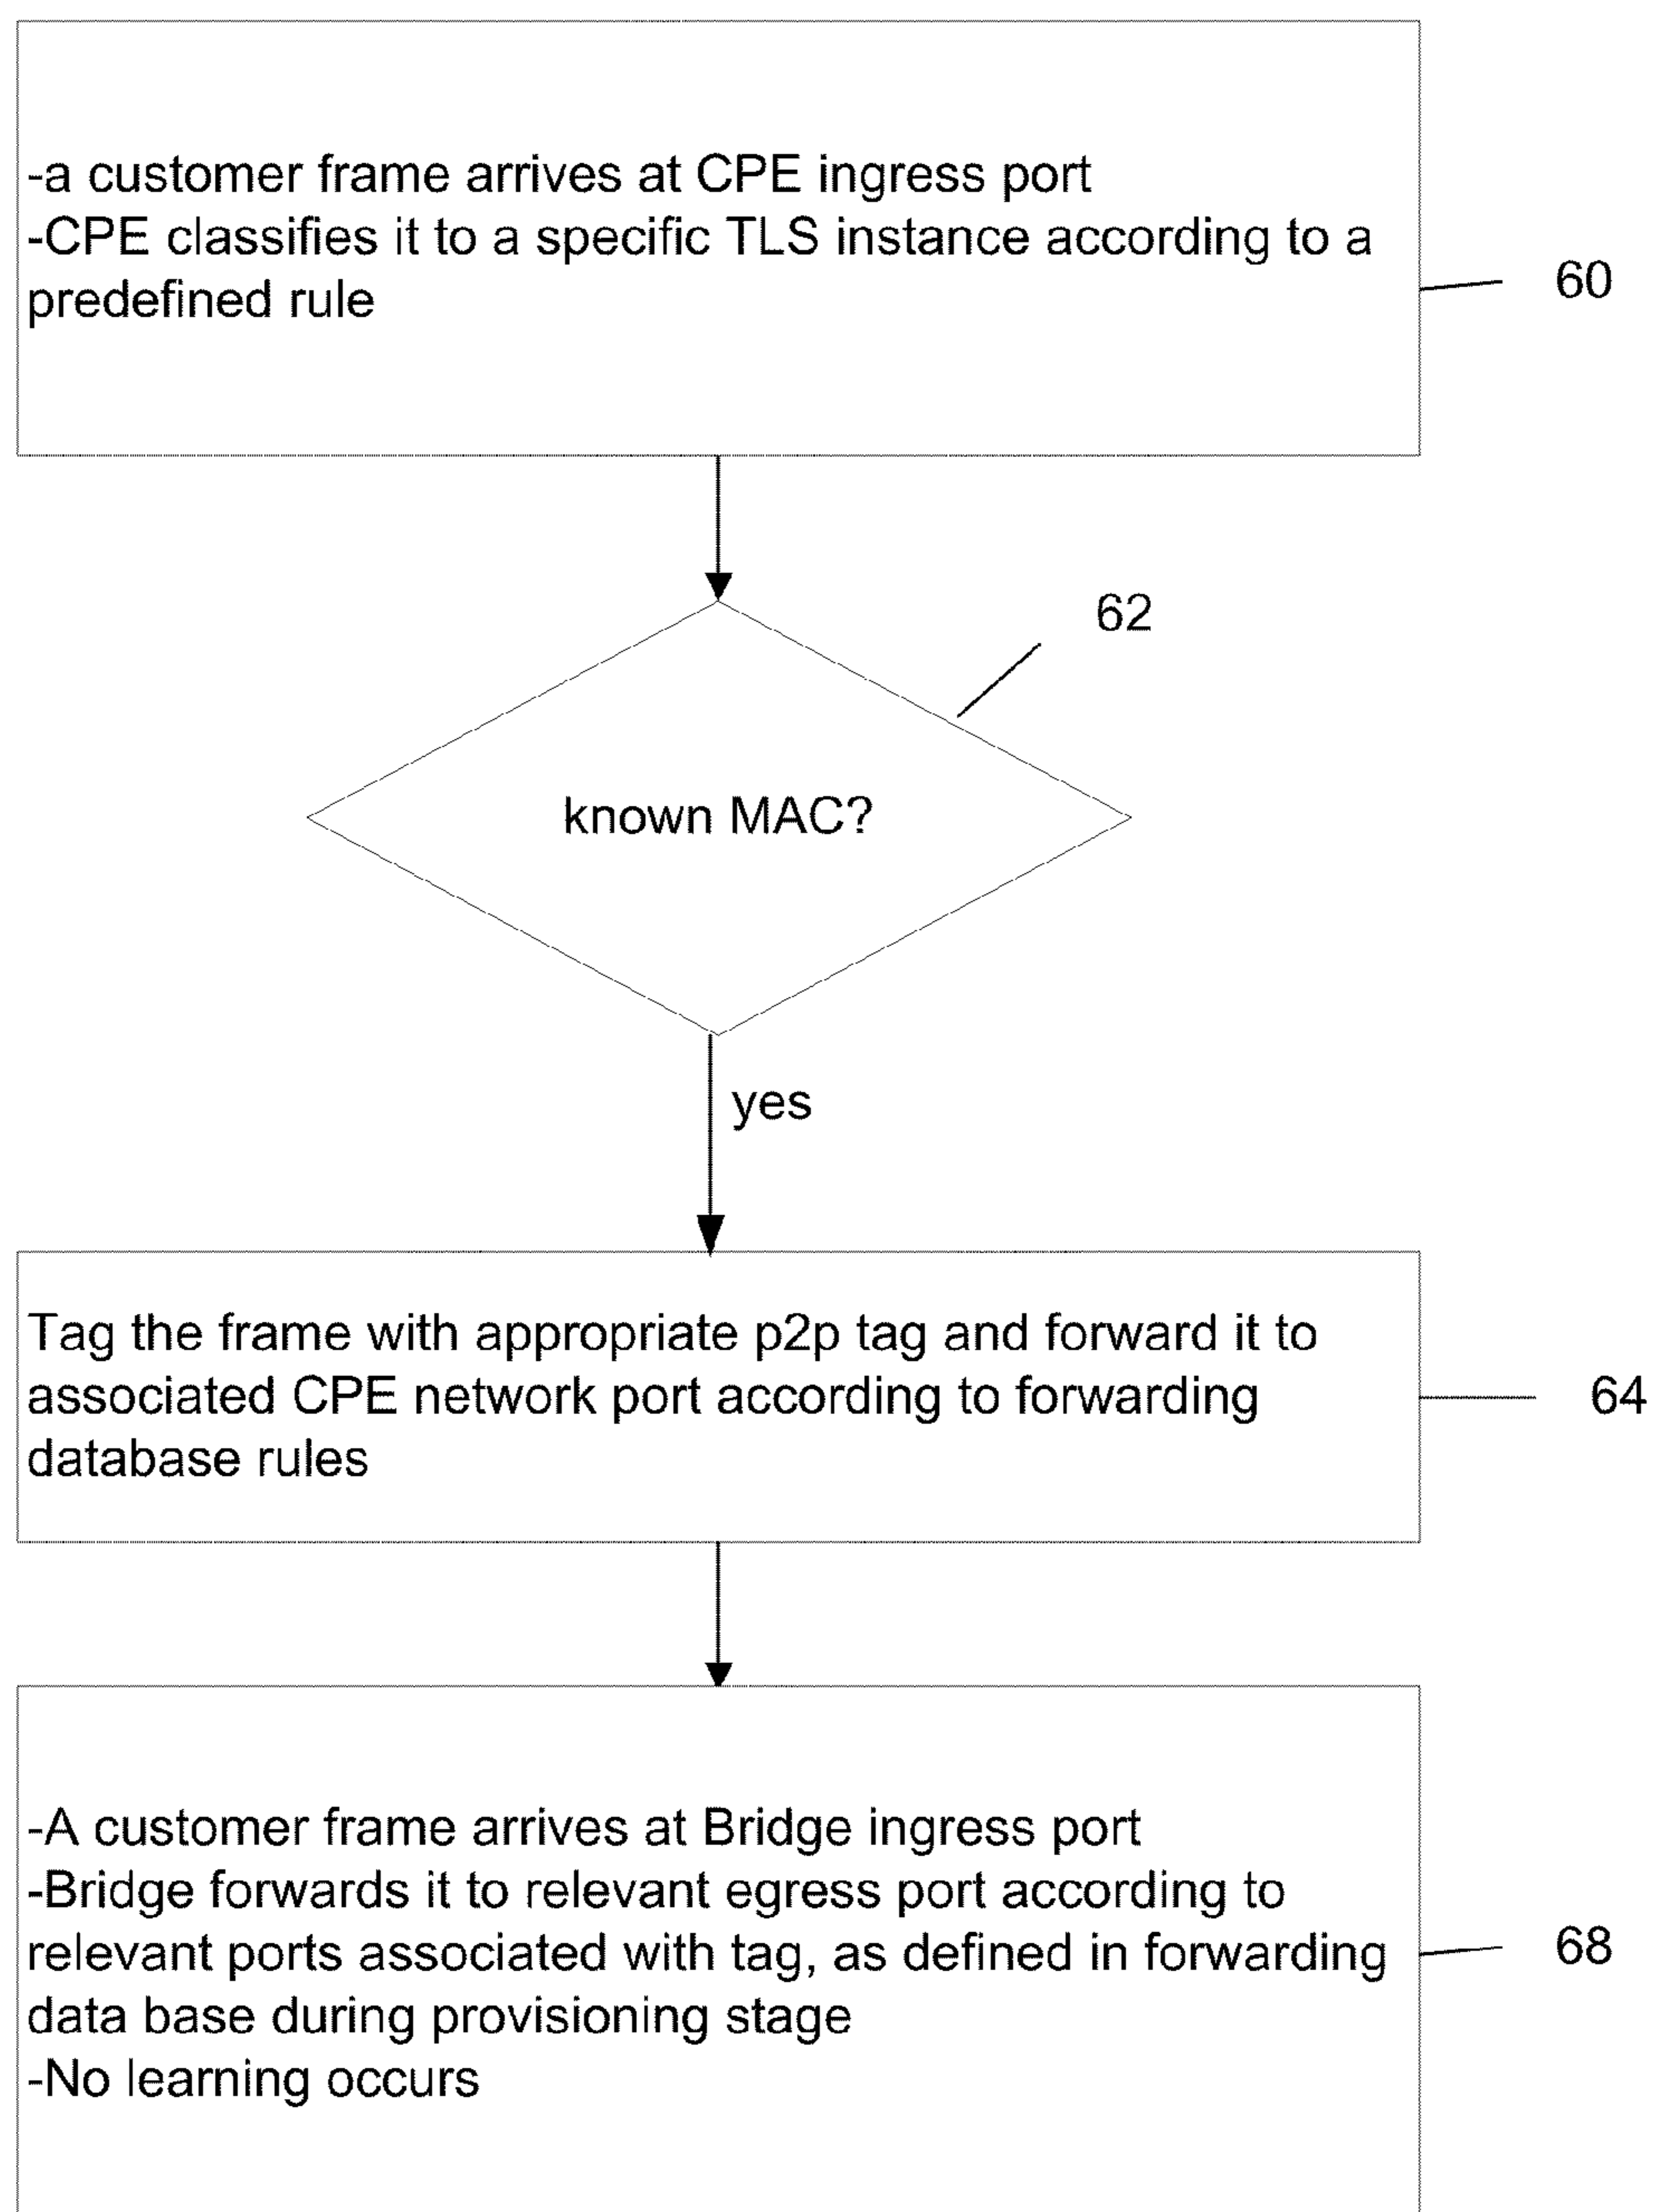 -a customer frame arrives at CPE ingress port
-CPE classifies it to a specific TLS instance according to a
predefined rule
60
62
known MAC?
yes
Tag the frame with appropriate p2p tag and forward it to
associated CPE network port according to forwarding
database rules
64
-A customer frame arrives at Bridge ingress port
-Bridge forwards it to relevant egress port according to
relevant ports associated with tag, as defined in forwarding
data base during provisioning stage
-No learning occurs
68